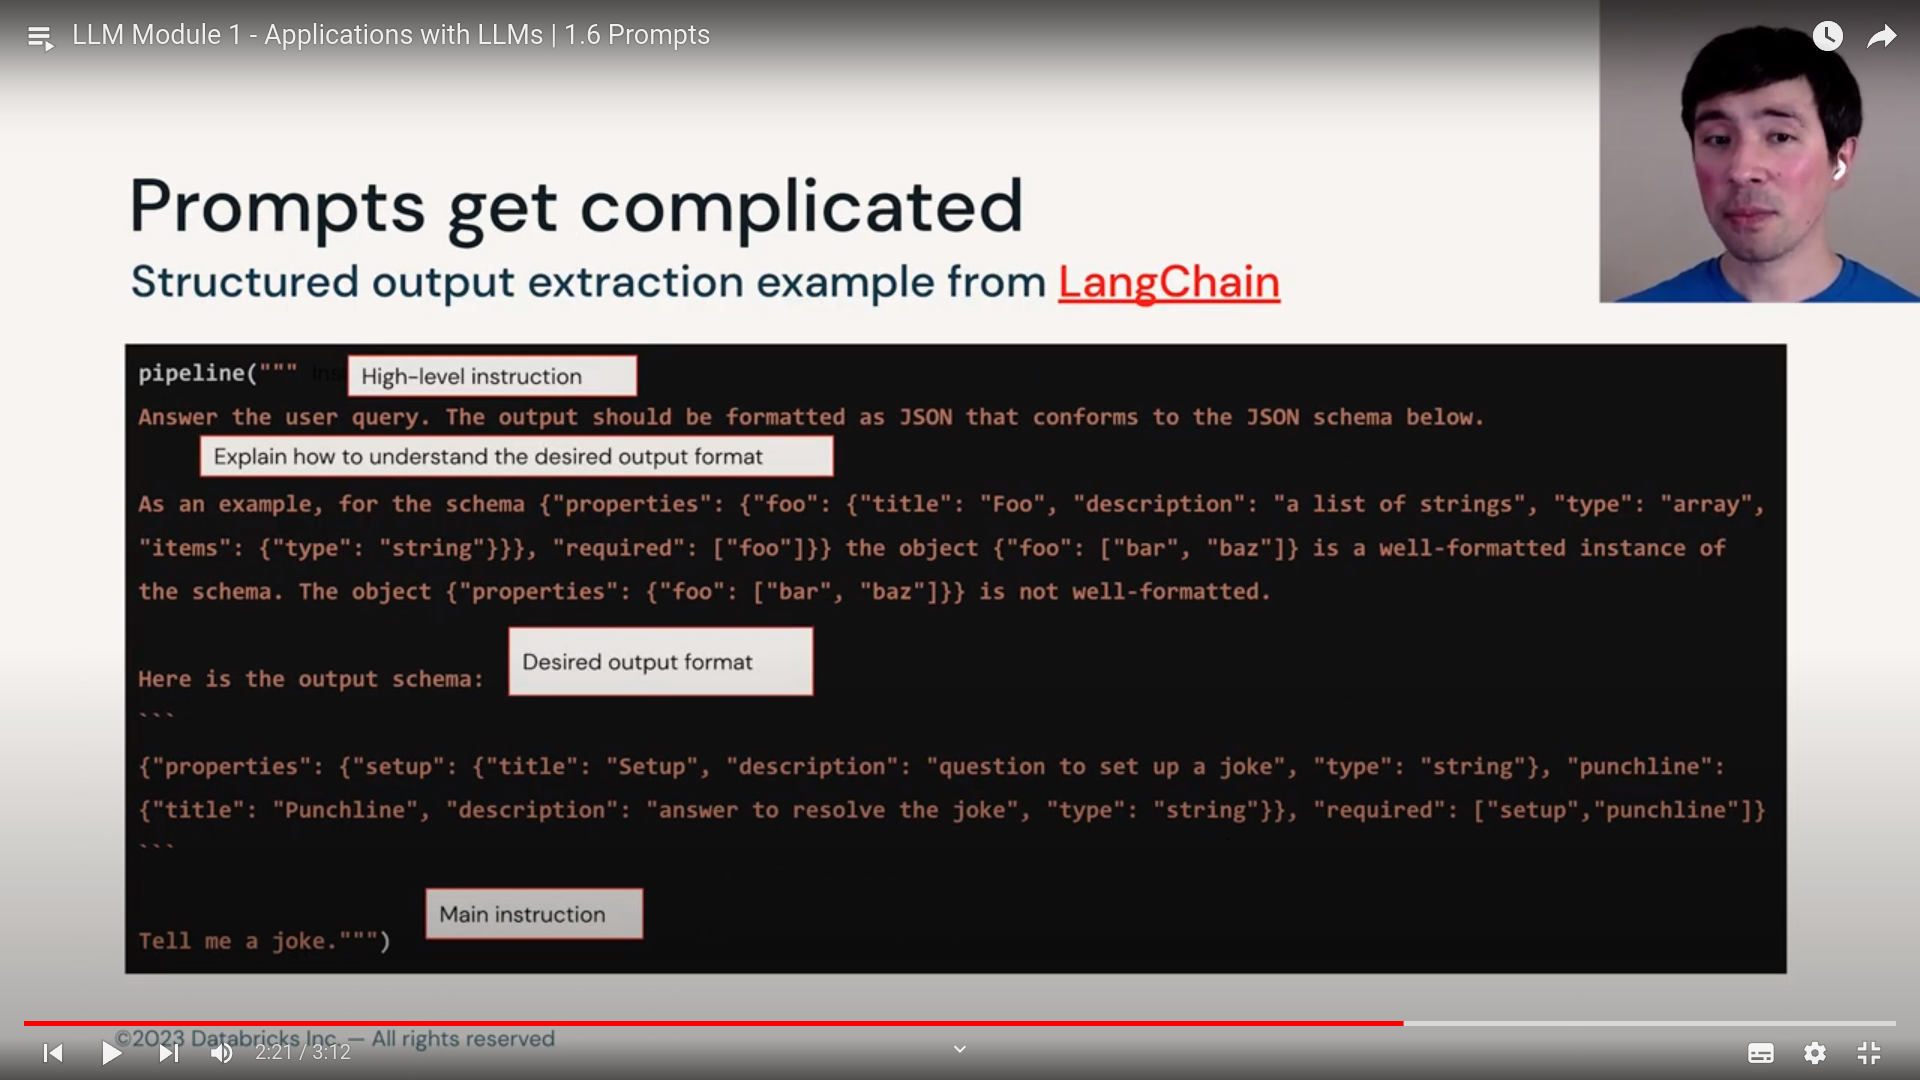 LLM Module 1 - Applications with LLMs | 1.6 Prompts
Prompts get complicated
Structured output extraction example from LangChain
pipeline("""
High-level instruction
Answer the user query. The output should be formatted as JSON that conforms to the JSON schema below.
Explain how to understand the desired output format
As an example, for the schema {"properties": {"foo": {"title": "Foo", "description": "a list of strings", "type": "array",
"items": {"type": "string"}}}, "required": ["foo"]}} the object {"foo": ["bar", "baz"]} is a well-formatted instance of
the schema. The object {"properties": {"foo": ["bar", "baz"]}} is not well-formatted.
Desired output format
Here is the output schema:
```
{"properties": {"setup": {"title": "Setup", "description": "question to set up a joke", "type": "string"}, "punchline":
{"title": "Punchline", "description": "answer to resolve the joke", "type": "string"}}, "required": ["setup","punchline"]}
```
Main instruction
Tell me a joke.""")
©2023 Databricks Inc. — All rights reserved
2:21 / 3:12